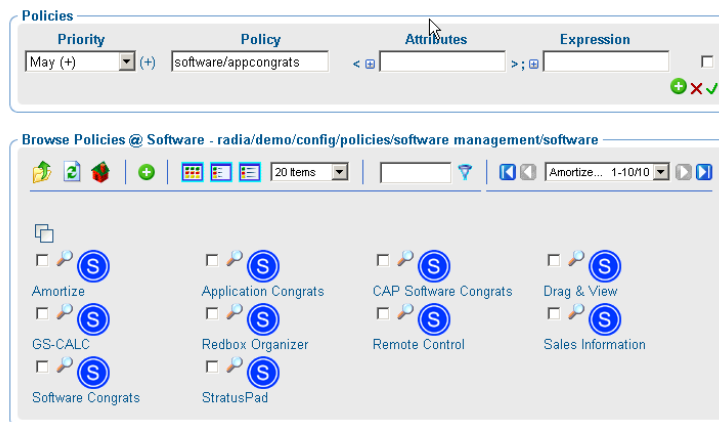 Policies
Priority Policy Attributes Expression
May (+) (+) software/appcongrats < > ;
Browse Policies @ Software - radia/demo/config/policies/software management/software
20 Items Amortize... 1-10/10
S S S S
Amortize Application Congrats CAP Software Congrats Drag & View
S S S S
GS-CALC Redbox Organizer Remote Control Sales Information
S S
Software Congrats StratusPad